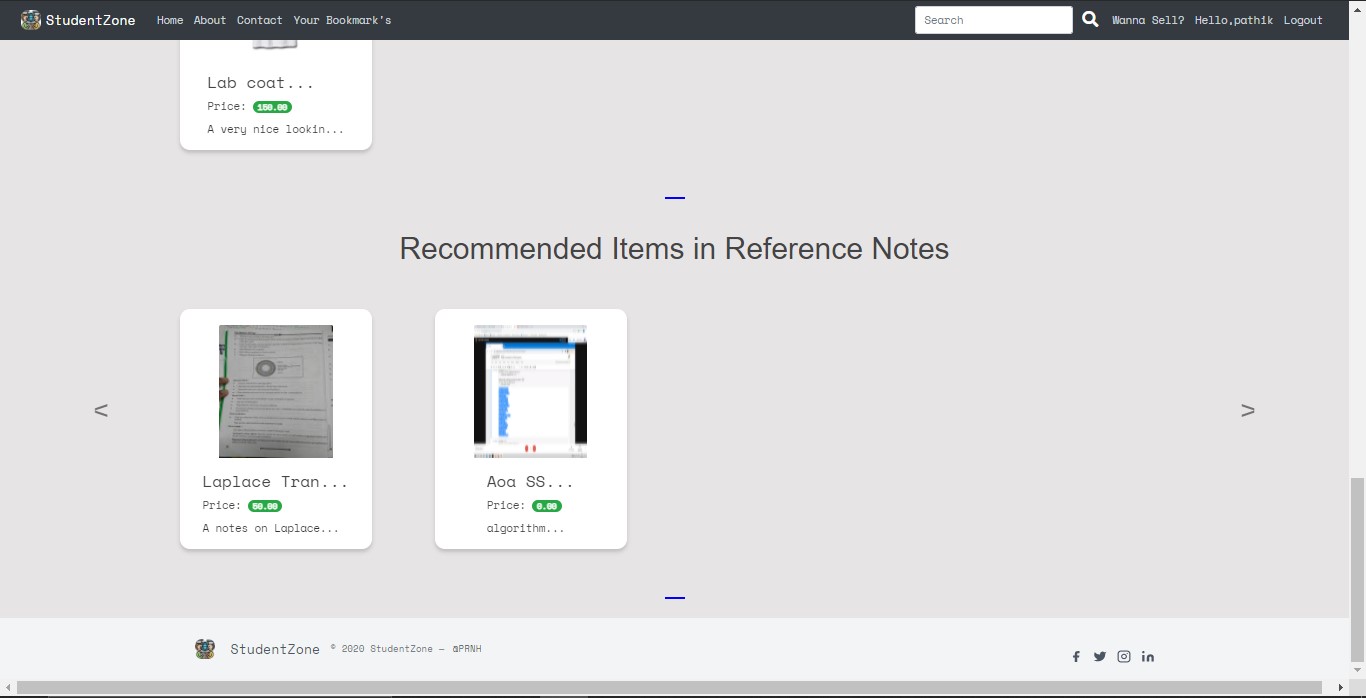 StudentZone Home About Contact Your Bookmark's Search Wanna Sell? Hello,pathik Logout
Lab coat...
Price: 150.00
A very nice lookin...
Recommended Items in Reference Notes
< >
Laplace Tran...
Price: 50.00
A notes on Laplace...
Aoa SS...
Price: 0.00
algorithm...
StudentZone © 2020 StudentZone — @PRNH